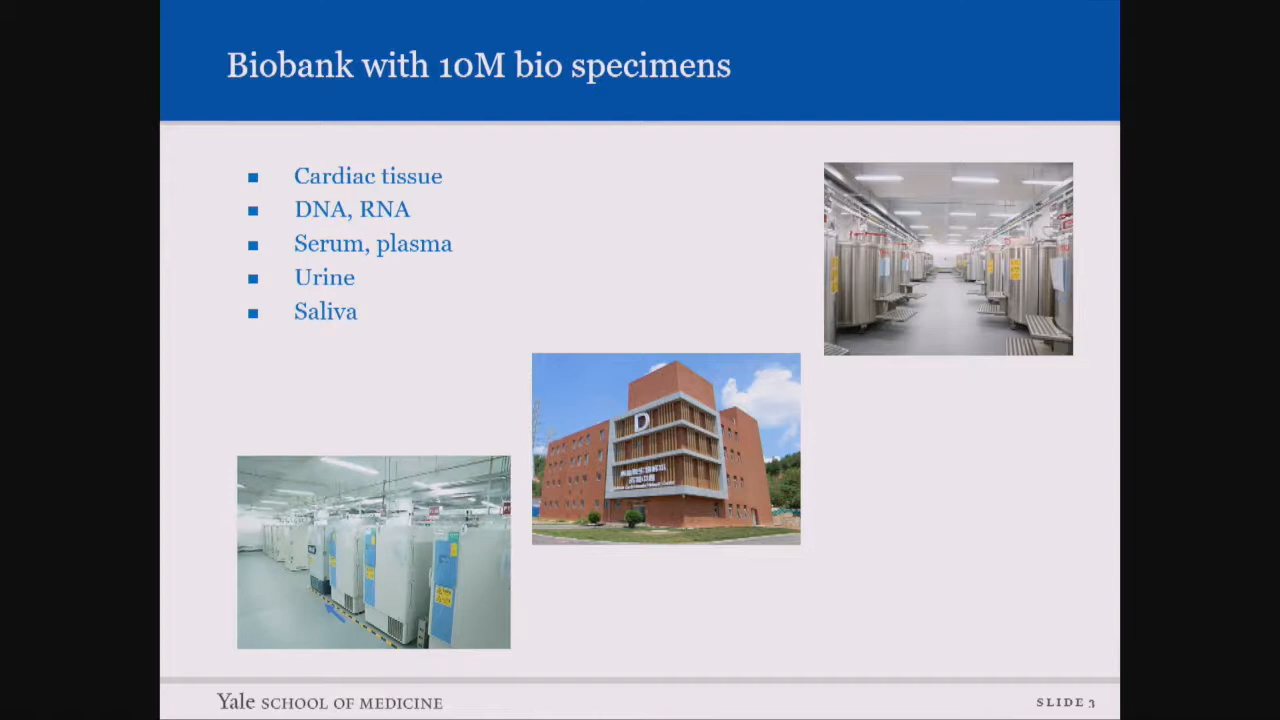 Biobank with 10M bio specimens
Cardiac tissue
DNA, RNA
Serum, plasma
Urine
Saliva
D
Yale SCHOOL OF MEDICINE
SLIDE 3